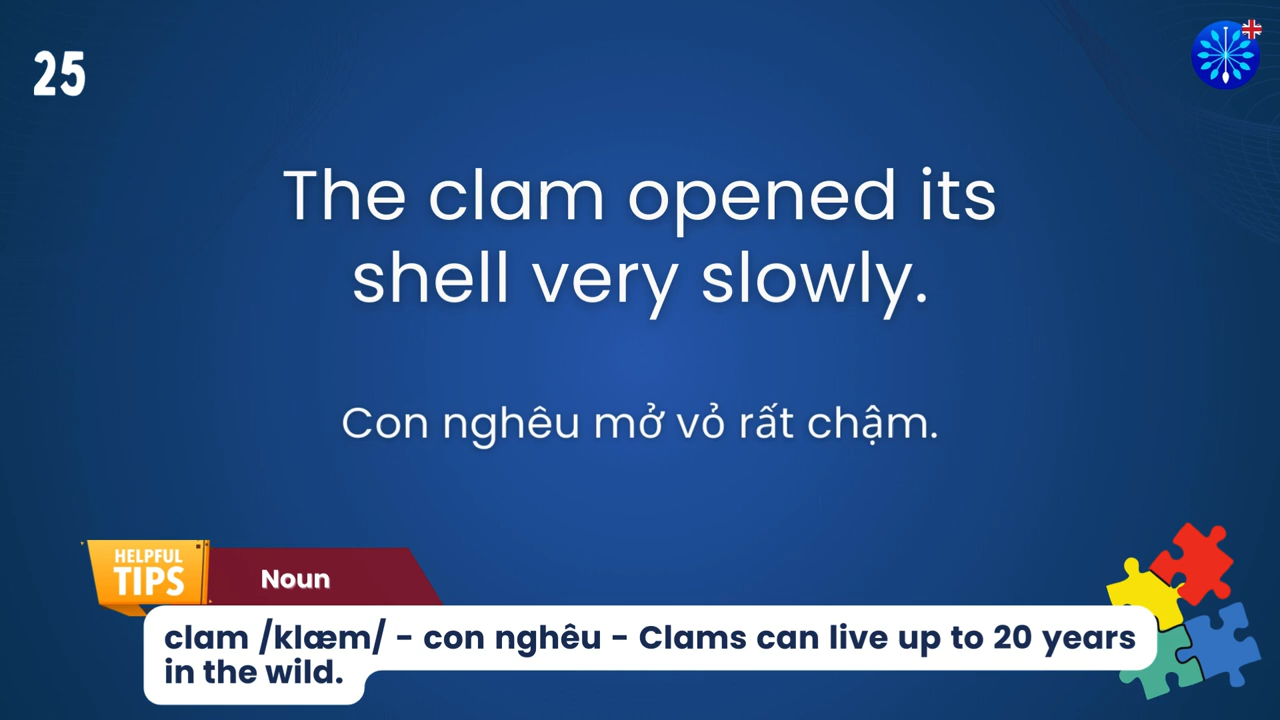 25
The clam opened its
shell very slowly.
Con nghêu mở vỏ rất chậm.
HELPFUL
TIPS
Noun
clam /klæm/ - con nghêu - Clams can live up to 20 years
in the wild.